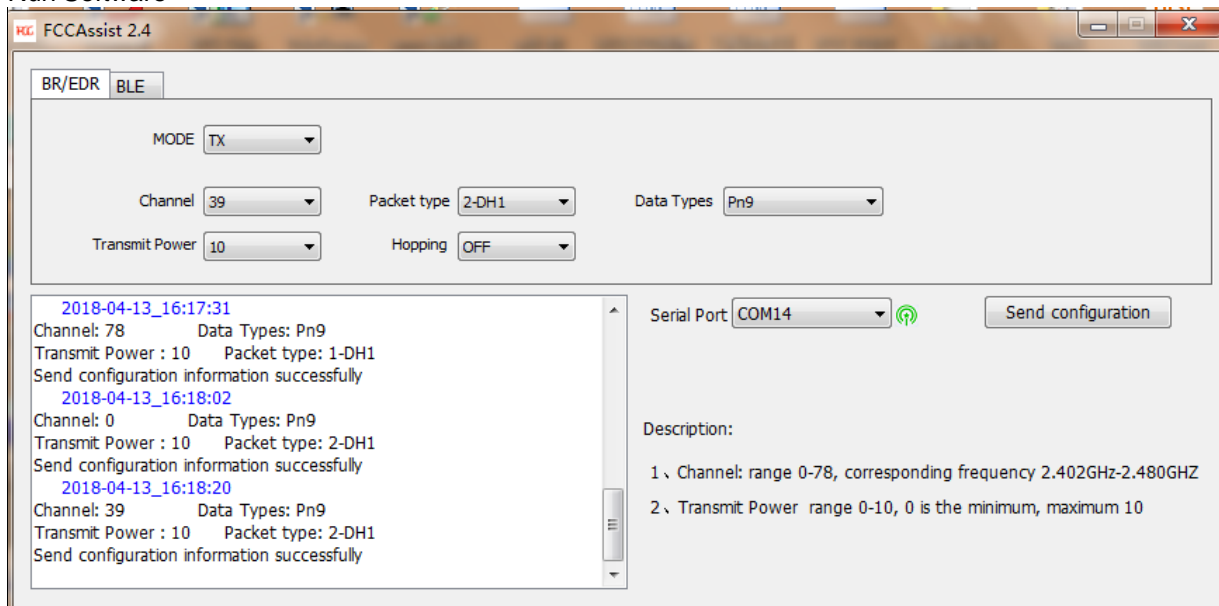 Run Software
FCCAssist 2.4
BR/EDR BLE
MODE TX
Channel 39 Packet type 2-DH1 Data Types Pn9
Transmit Power 10 Hopping OFF
2018-04-13_16:17:31
Channel: 78 Data Types: Pn9
Transmit Power : 10 Packet type: 1-DH1
Send configuration information successfully
2018-04-13_16:18:02
Channel: 0 Data Types: Pn9
Transmit Power : 10 Packet type: 2-DH1
Send configuration information successfully
2018-04-13_16:18:20
Channel: 39 Data Types: Pn9
Transmit Power : 10 Packet type: 2-DH1
Send configuration information successfully
Serial Port COM14 Send configuration
Description:
1、Channel: range 0-78, corresponding frequency 2.402GHz-2.480GHZ
2、Transmit Power range 0-10, 0 is the minimum, maximum 10